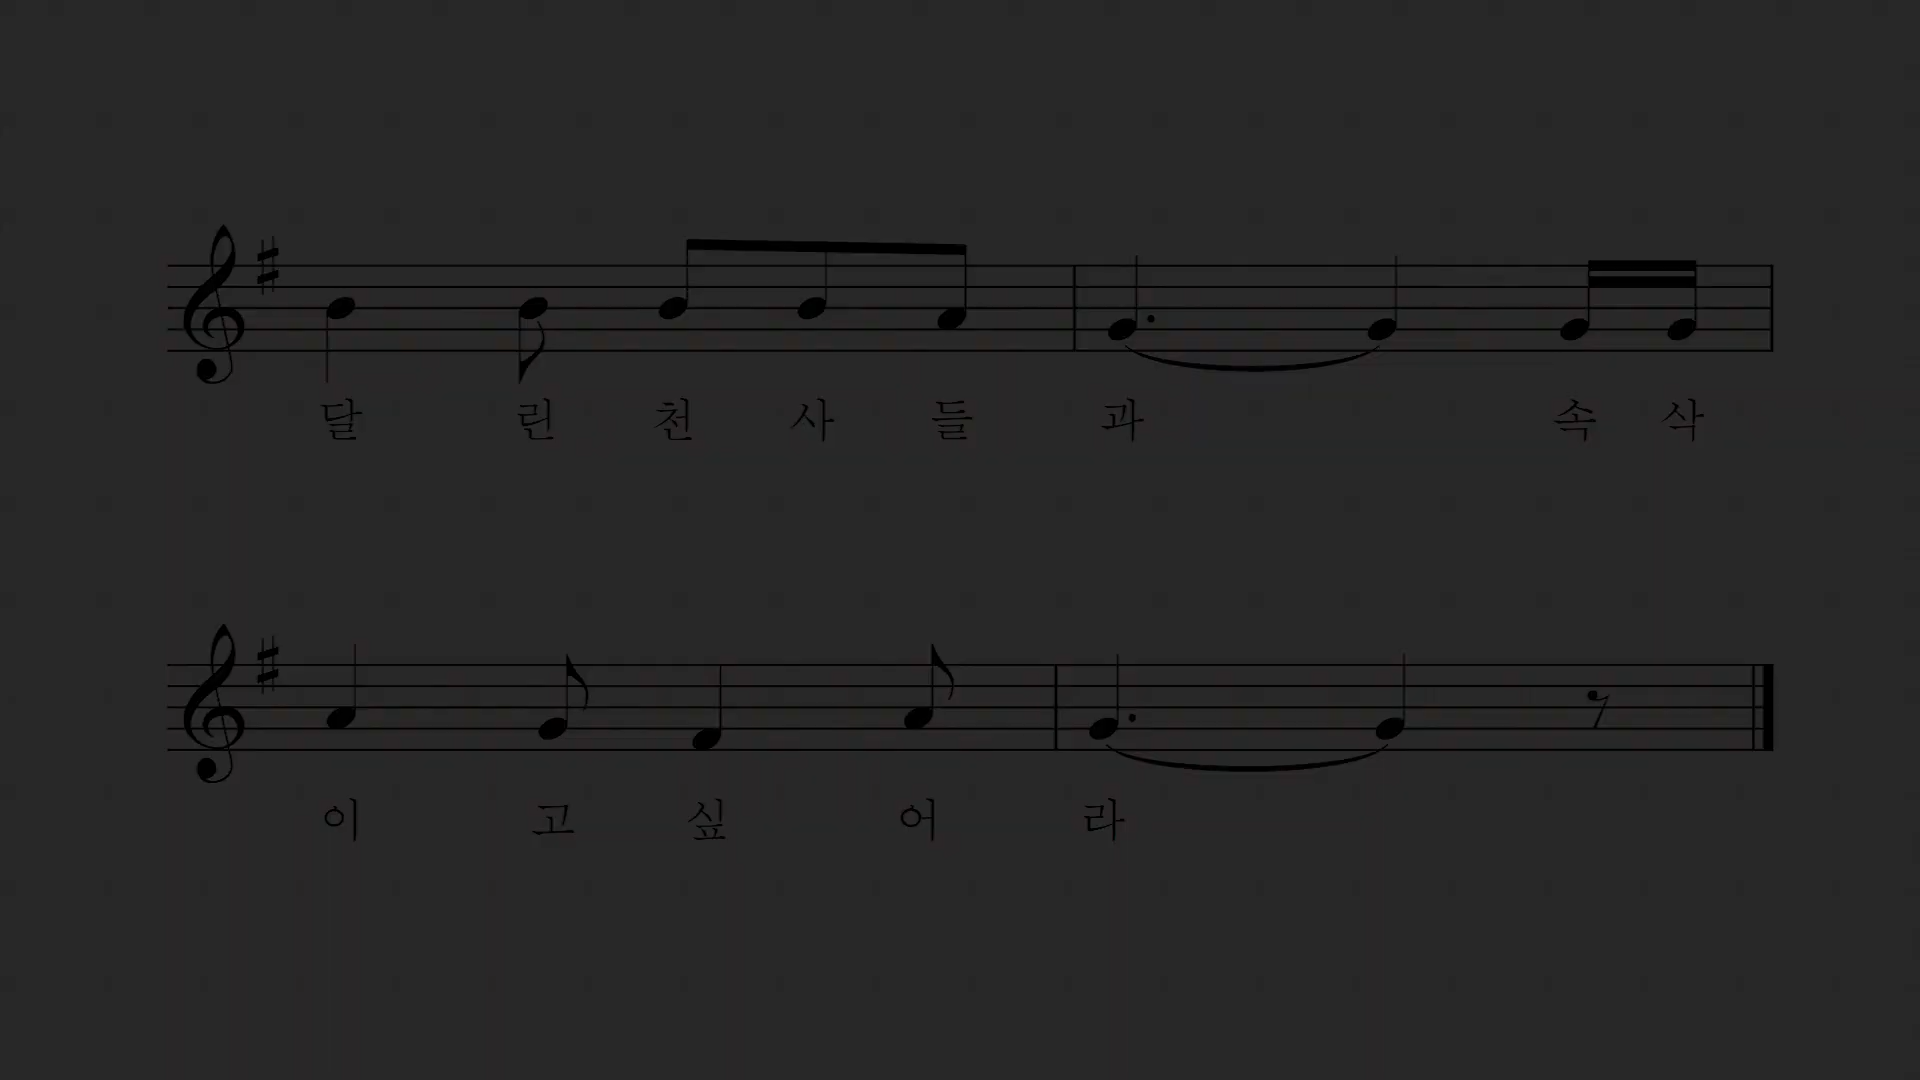 달 린 천 사 들 과 속 삭
이 고 싶 어 라